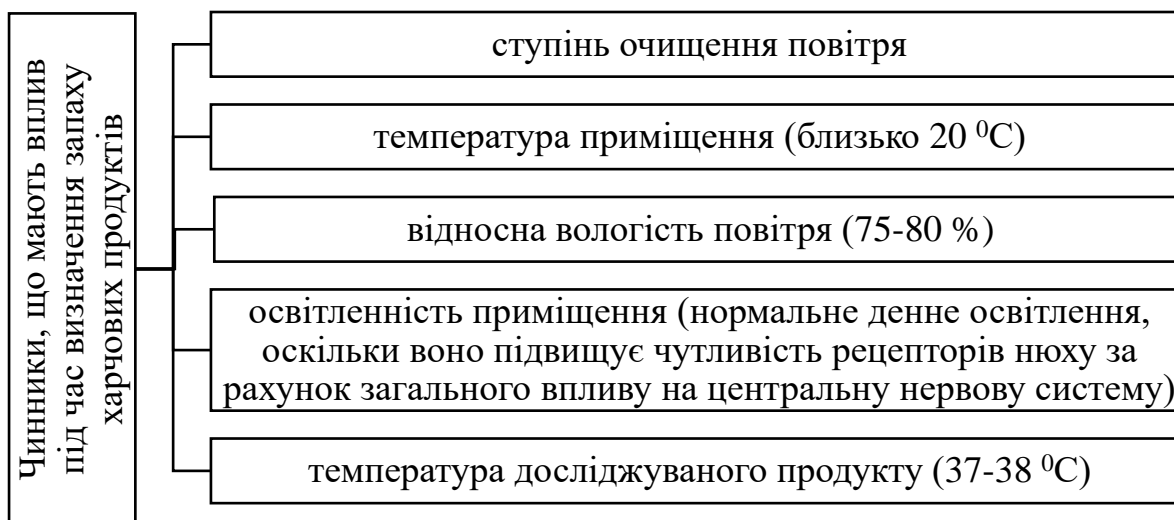 Чинники, що мають вплив
під час визначення запаху
харчових продуктів
ступінь очищення повітря
температура приміщення (близько 20 ⁰С)
відносна вологість повітря (75-80 %)
освітленність приміщення (нормальне денне освітлення,
оскільки воно підвищує чутливість рецепторів нюху за
рахунок загального впливу на центральну нервову систему)
температура досліджуваного продукту (37-38 ⁰С)